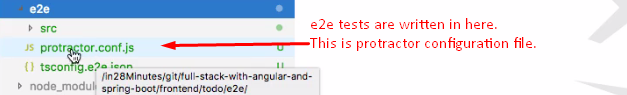 e2e
e2e tests are written in here.
src
JS protractor.conf.js
U
This is protractor configuration file.
{} tsconfig.e2e.json
U
/in28Minutes/git/full-stack-with-angular-and-
spring-boot/frontend/todo/e2e/
node_modul